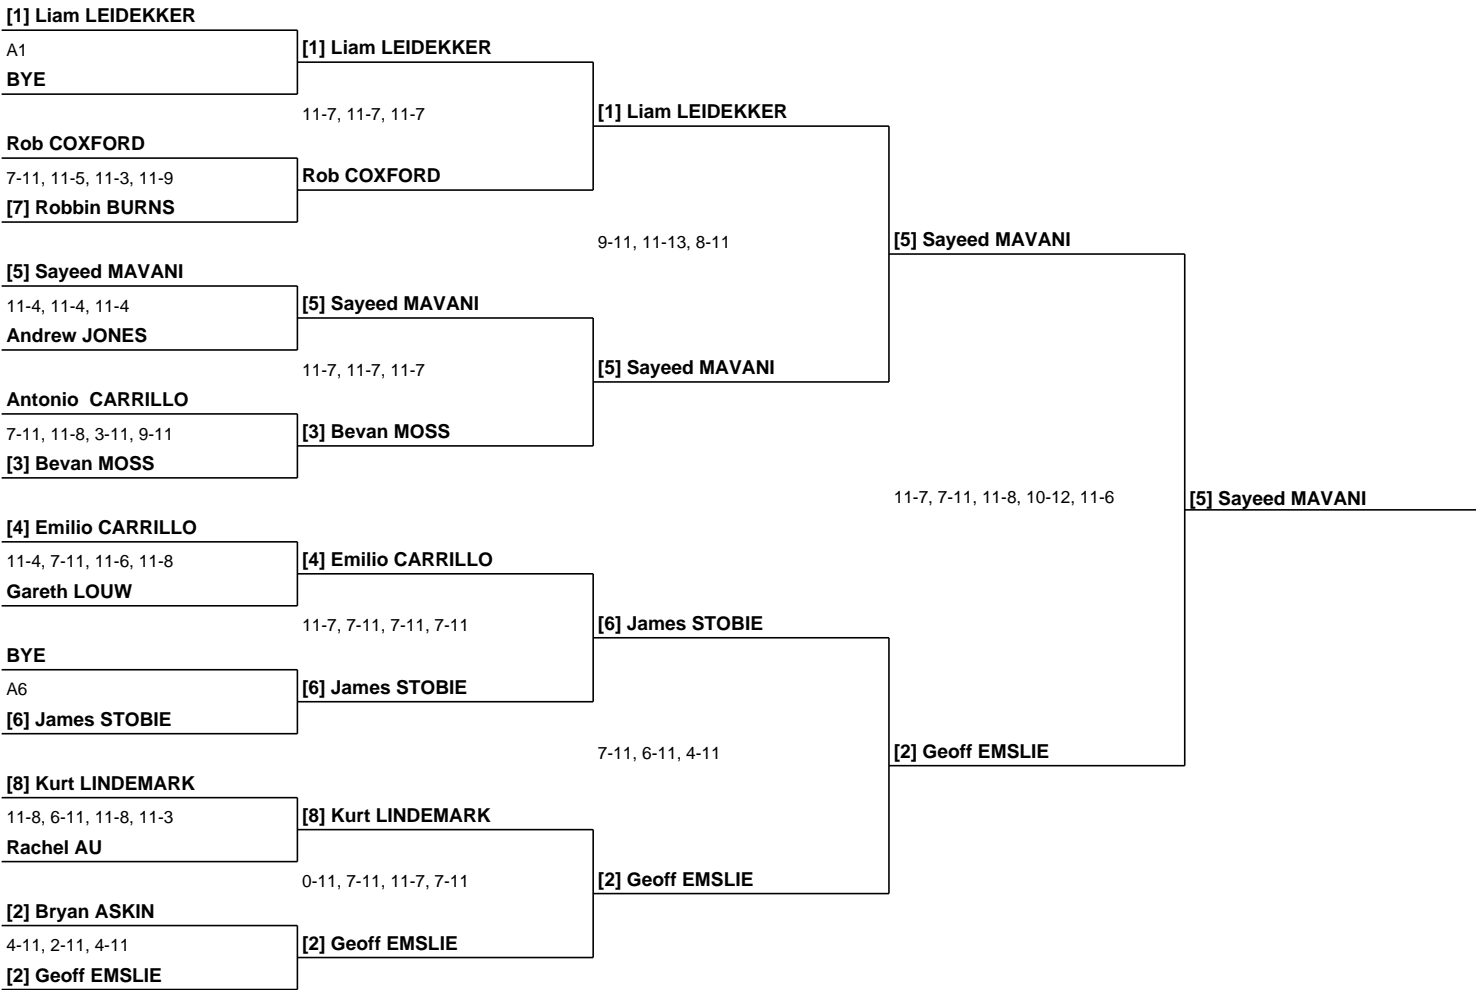 [1] Liam LEIDEKKER
A1
BYE
Rob COXFORD
7-11, 11-5, 11-3, 11-9
[7] Robbin BURNS
[5] Sayeed MAVANI
11-4, 11-4, 11-4
Andrew JONES
Antonio  CARRILLO
7-11, 11-8, 3-11, 9-11
[3] Bevan MOSS
[4] Emilio CARRILLO
11-4, 7-11, 11-6, 11-8
Gareth LOUW
BYE
A6
[6] James STOBIE
[8] Kurt LINDEMARK
11-8, 6-11, 11-8, 11-3
Rachel AU
[2] Bryan ASKIN
4-11, 2-11, 4-11
[2] Geoff EMSLIE
[1] Liam LEIDEKKER
11-7, 11-7, 11-7
Rob COXFORD
[5] Sayeed MAVANI
11-7, 11-7, 11-7
[3] Bevan MOSS
[4] Emilio CARRILLO
11-7, 7-11, 7-11, 7-11
[6] James STOBIE
[8] Kurt LINDEMARK
0-11, 7-11, 11-7, 7-11
[2] Geoff EMSLIE
[1] Liam LEIDEKKER
9-11, 11-13, 8-11
[5] Sayeed MAVANI
[6] James STOBIE
7-11, 6-11, 4-11
[2] Geoff EMSLIE
[5] Sayeed MAVANI
11-7, 7-11, 11-8, 10-12, 11-6
[2] Geoff EMSLIE
[5] Sayeed MAVANI